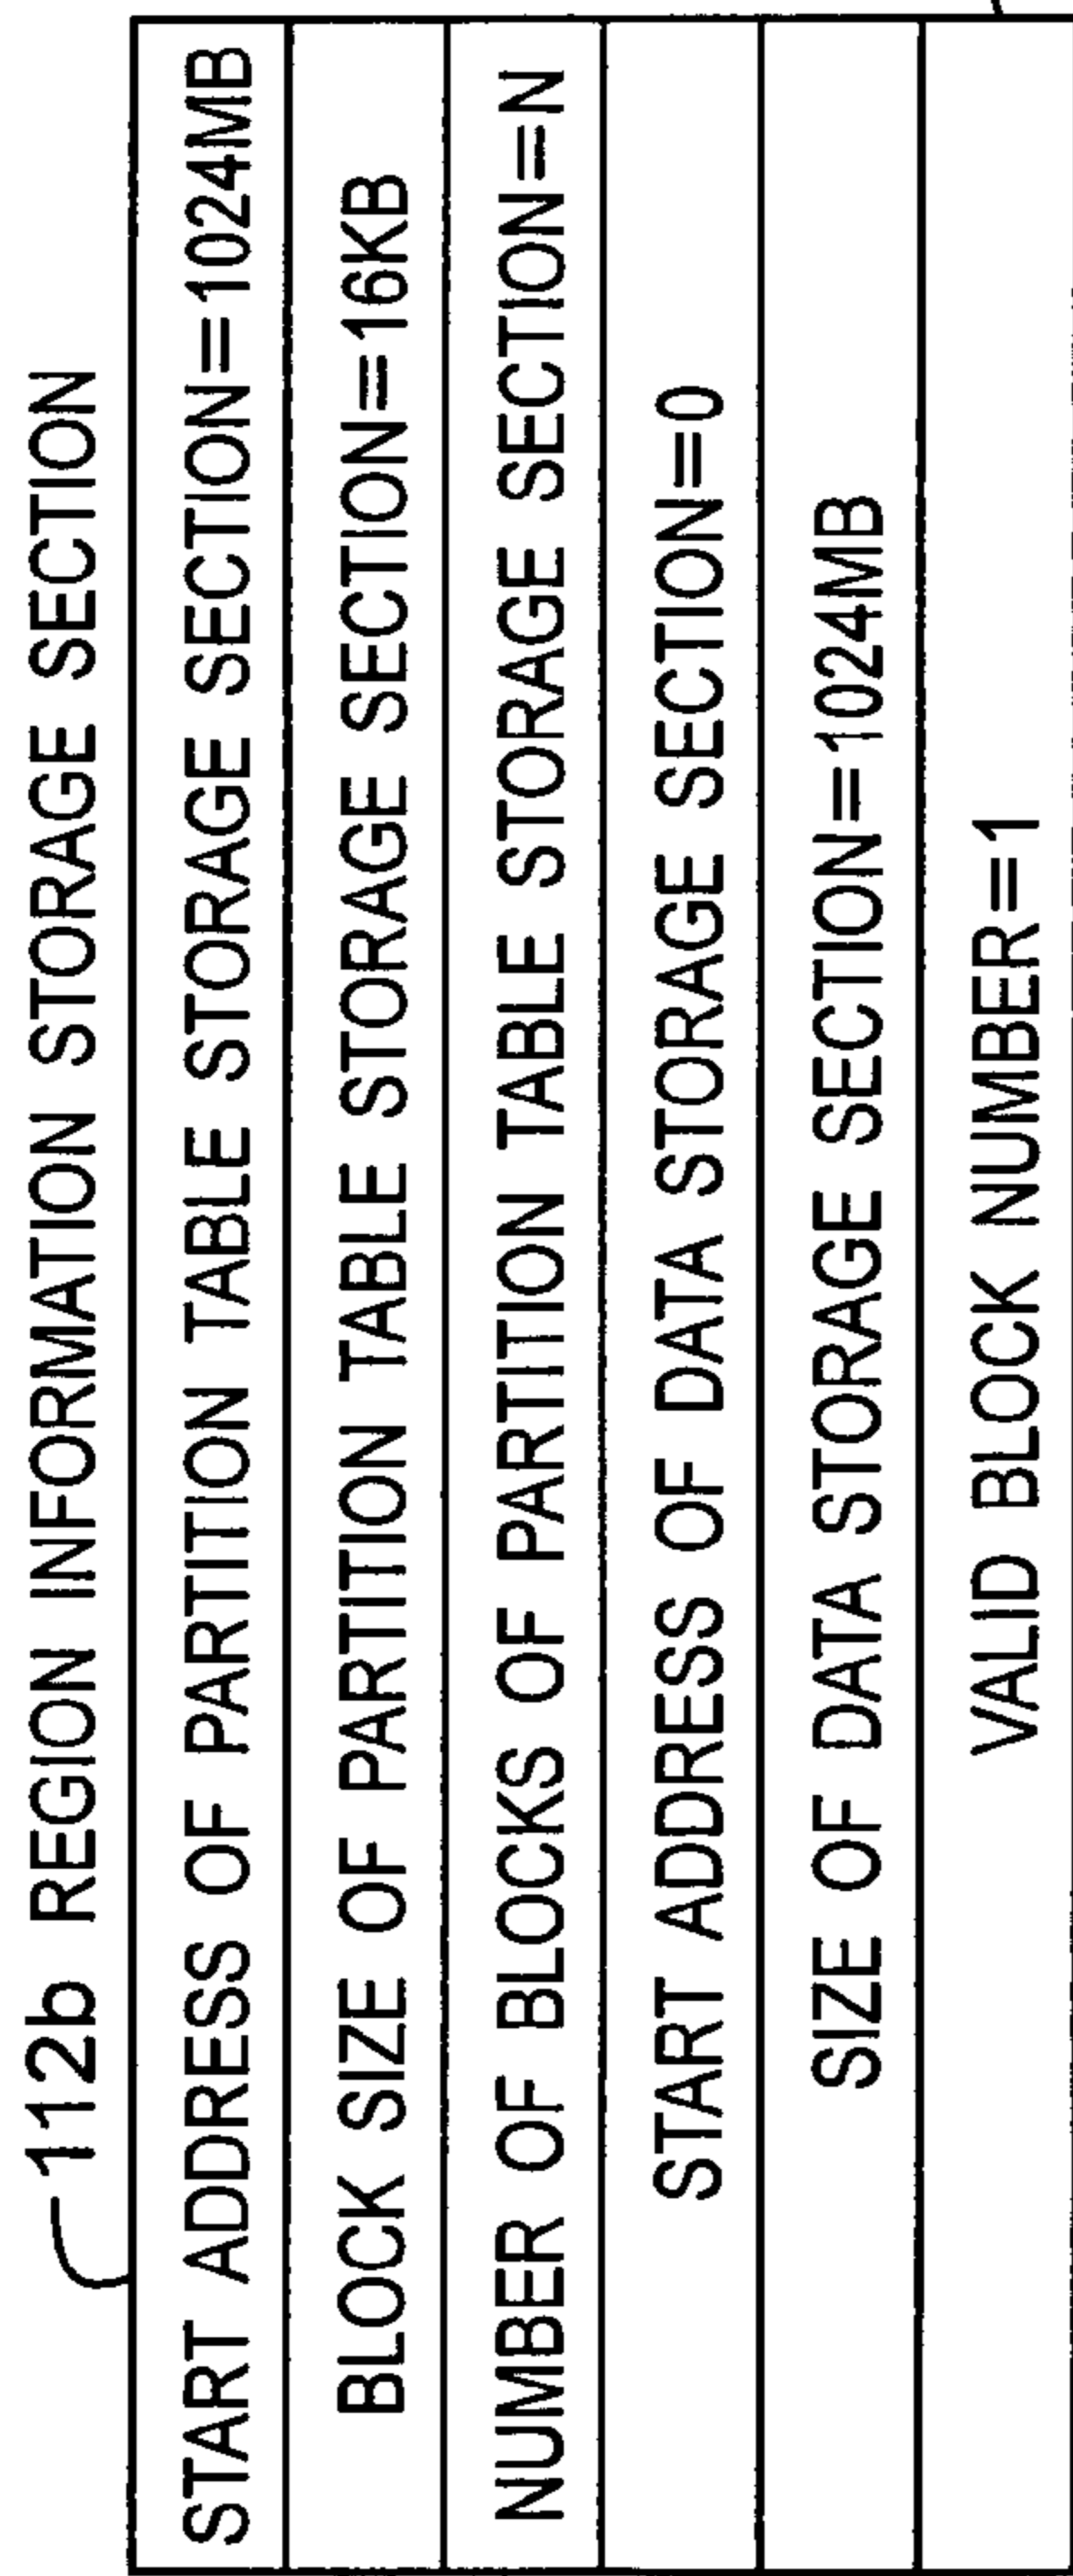 112b REGION INFORMATION STORAGE SECTION
START ADDRESS OF PARTITION TABLE STORAGE SECTION=1024MB
BLOCK SIZE OF PARTITION TABLE STORAGE SECTION=16KB
NUMBER OF BLOCKS OF PARTITION TABLE STORAGE SECTION=N
START ADDRESS OF DATA STORAGE SECTION=0
SIZE OF DATA STORAGE SECTION=1024MB
VALID BLOCK NUMBER=1